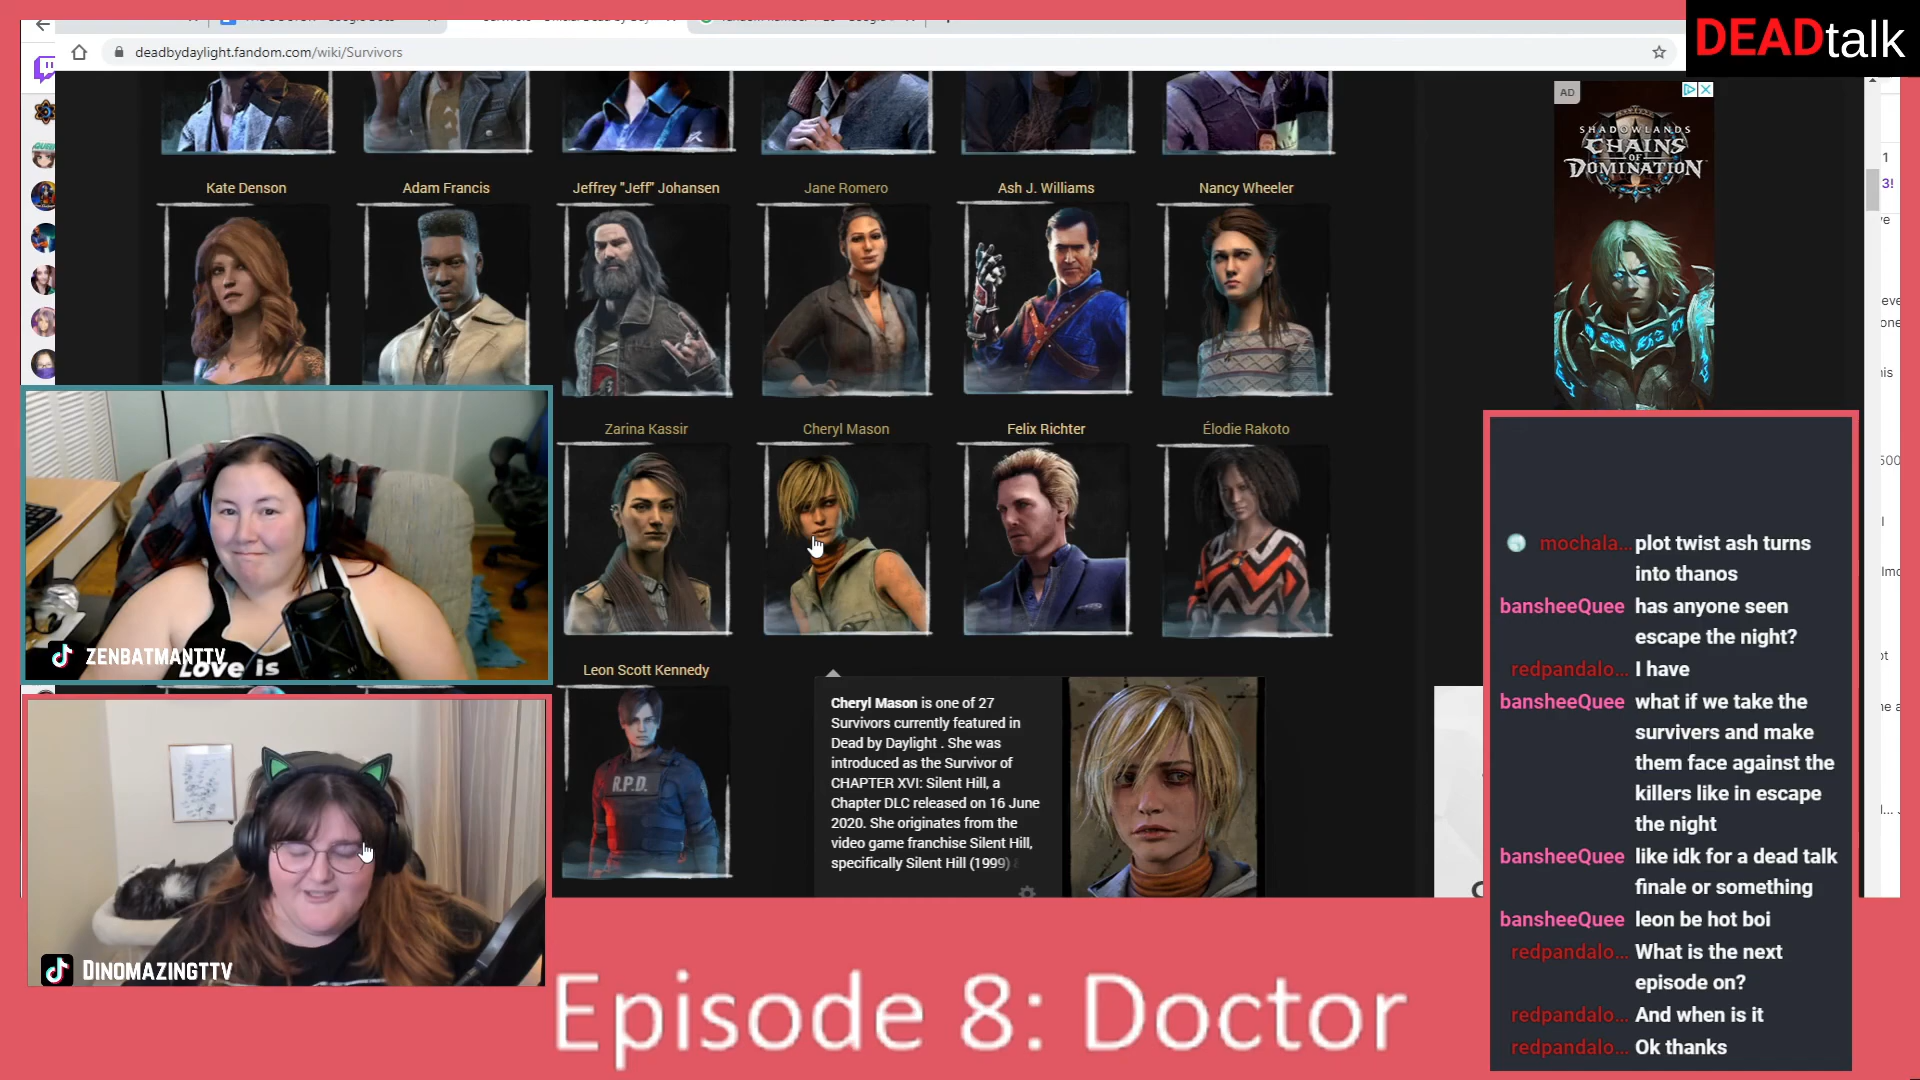 DEADtalk
deadbydaylight.fandom.com/wiki/Survivors
AD
SHADOWLANDS
CHAINS
OF
DOMINATION
Kate Denson
Adam Francis
Jeffrey "Jeff" Johansen
Jane Romero
Ash J. Williams
Nancy Wheeler
Zarina Kassir
Cheryl Mason
Felix Richter
Élodie Rakoto
Leon Scott Kennedy
R.P.D.
Cheryl Mason is one of 27
Survivors currently featured in
Dead by Daylight . She was
introduced as the Survivor of
CHAPTER XVI: Silent Hill, a
Chapter DLC released on 16 June
2020. She originates from the
video game franchise Silent Hill,
specifically Silent Hill (1999)
ZENBATMANTTV
Love is
DINOMAZINGTTV
mochala... plot twist ash turns
into thanos
bansheeQuee has anyone seen
escape the night?
redpandalo... I have
bansheeQuee what if we take the
survivers and make
them face against the
killers like in escape
the night
bansheeQuee like idk for a dead talk
finale or something
bansheeQuee leon be hot boi
redpandalo... What is the next
episode on?
redpandalo... And when is it
redpandalo... Ok thanks
Episode 8: Doctor